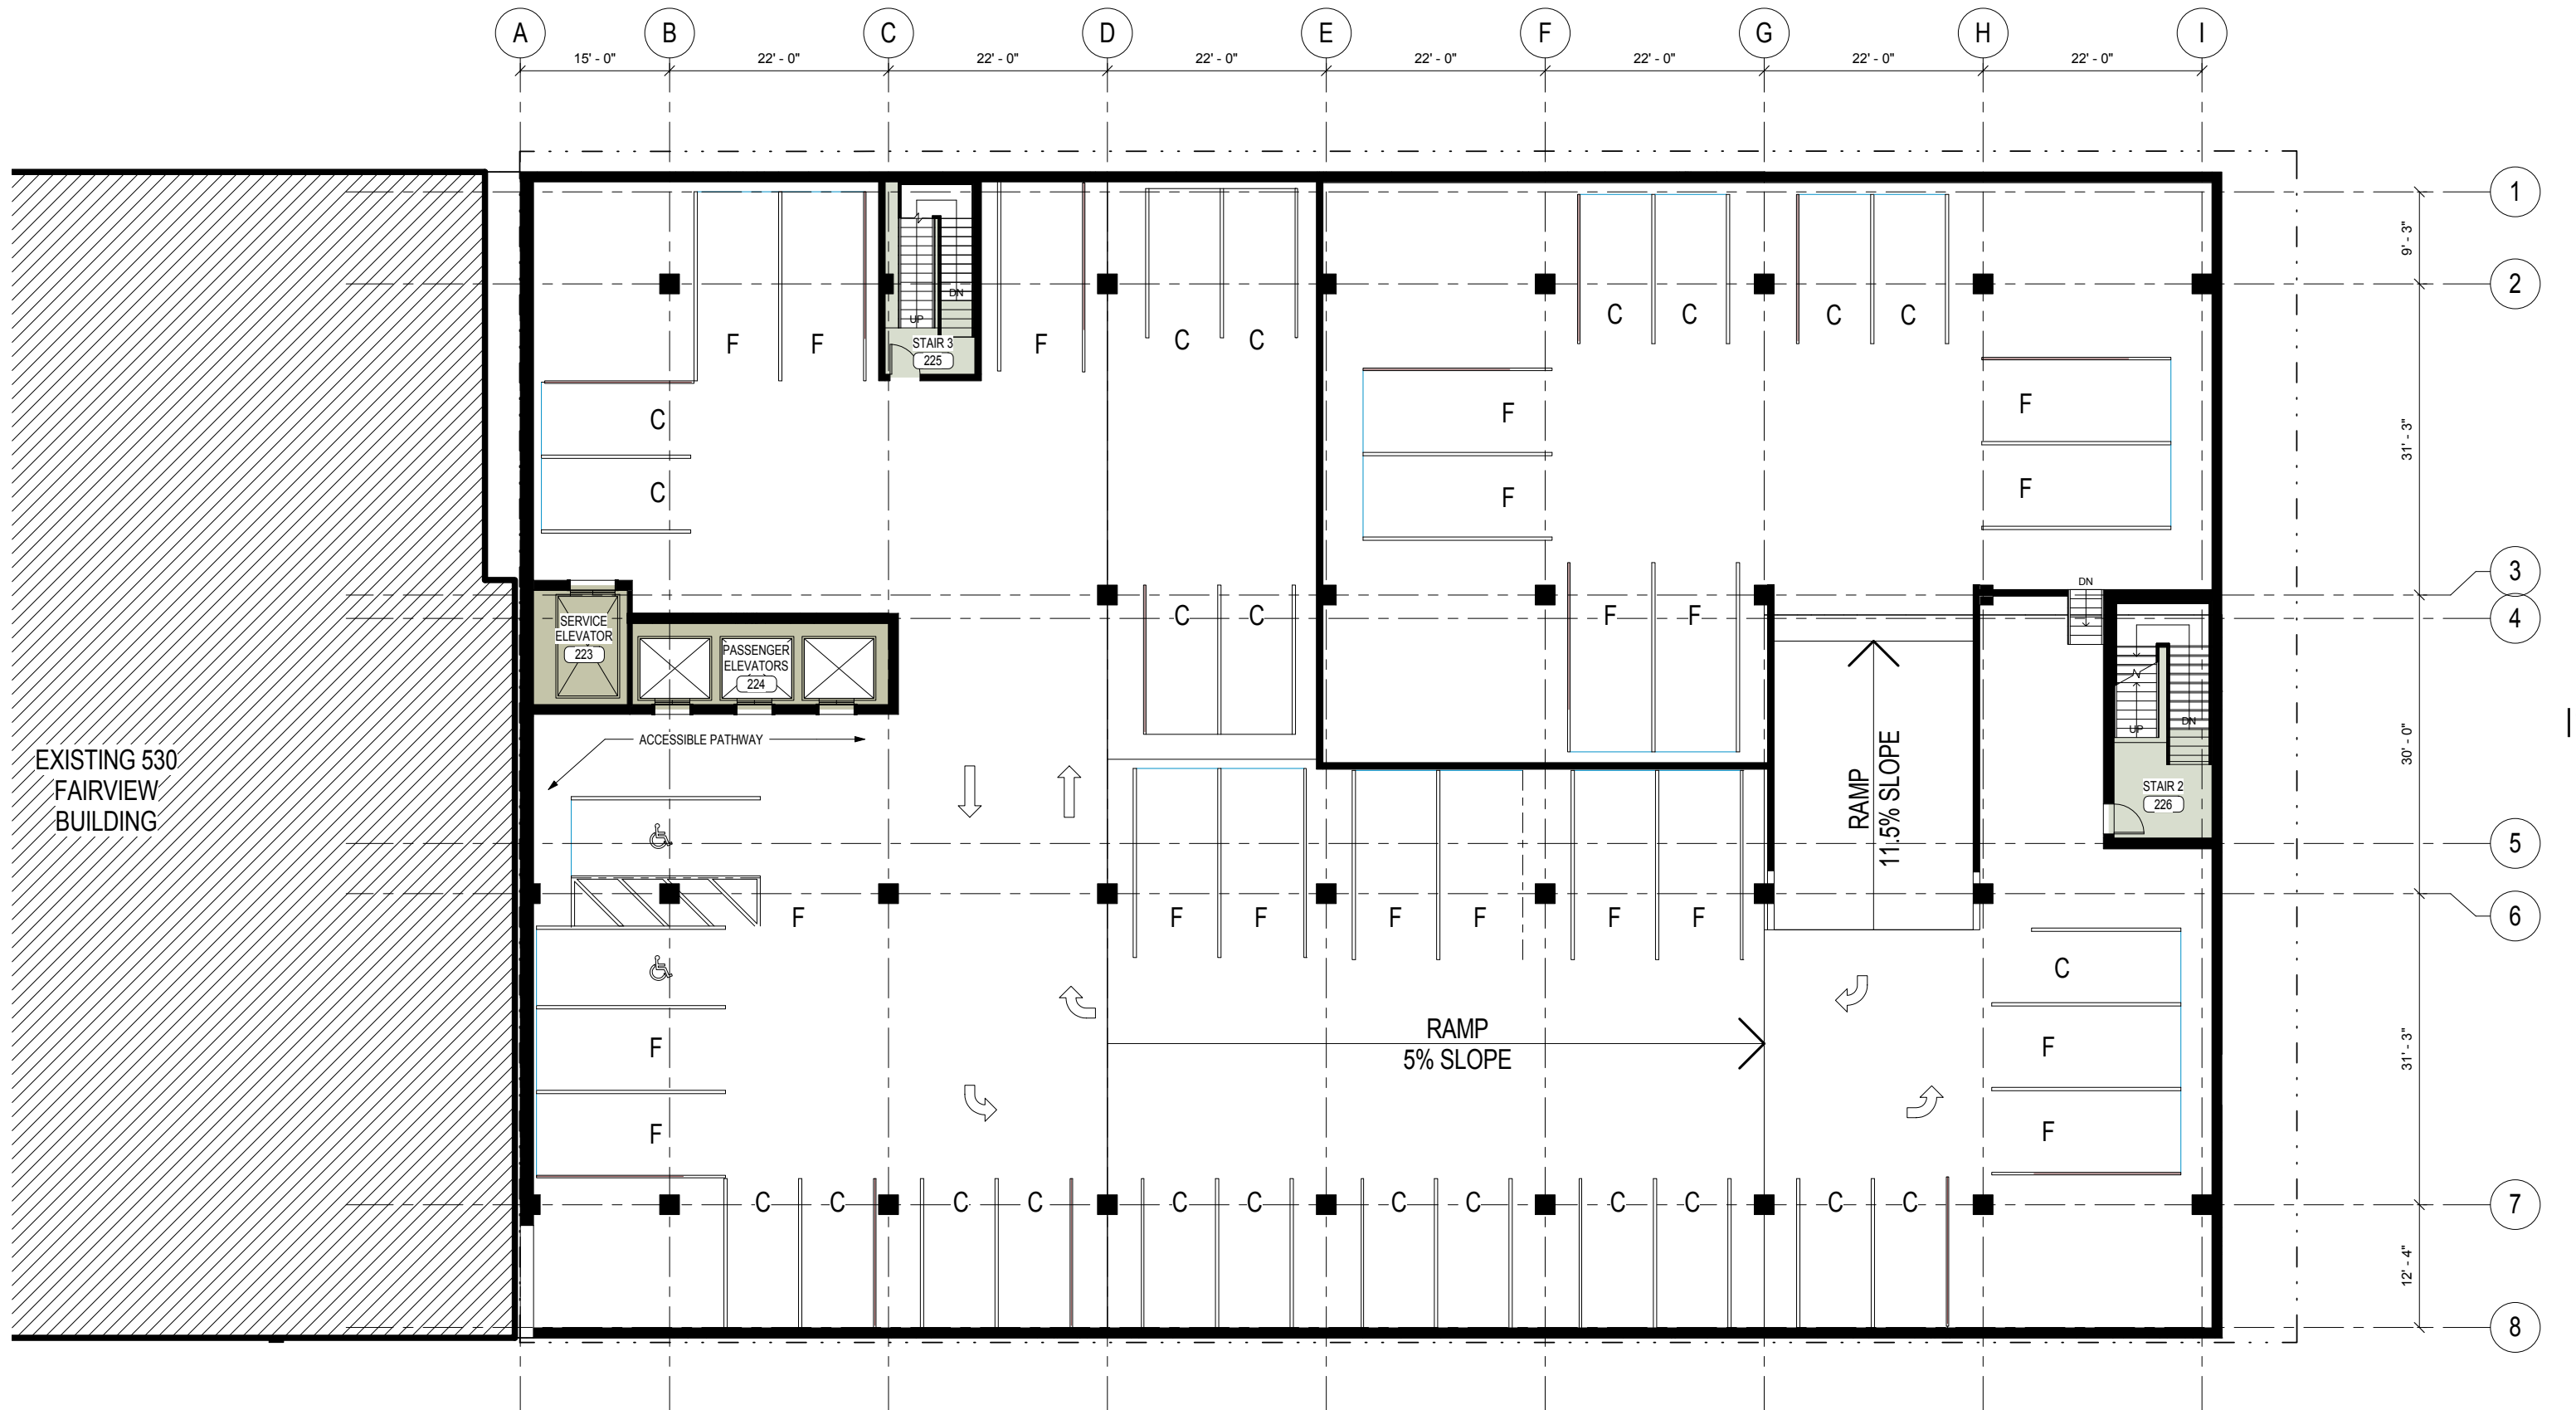 A B C D E F G H I
15' - 0" 22' - 0" 22' - 0" 22' - 0" 22' - 0" 22' - 0" 22' - 0" 22' - 0"
1
9' - 3"
2
DN
UP
C C C C
F F F
STAIR 3
225
C C
31' - 3"
F
F
C
F
F
C
3
DN
SERVICE
ELEVATOR
223
C C
F F
4
PASSENGER
ELEVATORS
224
UP
DN
ACCESSIBLE PATHWAY
30' - 0"
I
EXISTING 530
FAIRVIEW
BUILDING
RAMP
11.5% SLOPE
STAIR 2
226
5
F
F F F F F F
6
C
RAMP
5% SLOPE
F
F
31' - 3"
F
F
C C C C C C C C C C C C
7
12' - 4"
8